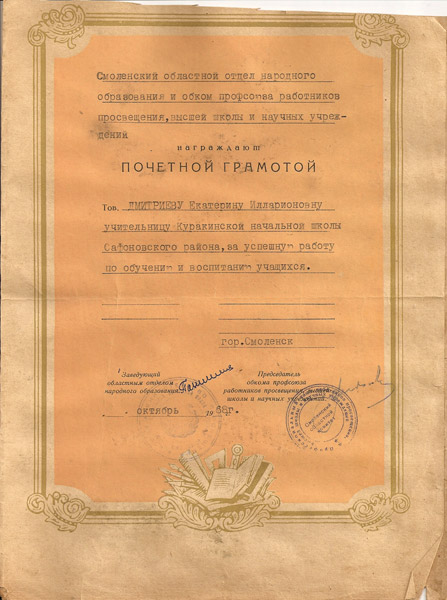 Смоленский областной отдел народного
образования и обком профсоюза работников
просвещения,высшей школы и научных учреж-
дений
награждают
ПОЧЕТНОЙ ГРАМОТОЙ
Тов. ДМИТРИЕВУ Екатерину Илларионовну
учительницу Куракинской начальной школы
Сафоновского района,за успешную работу
по обучению и воспитанию учащихся.
гор.Смоленск
Заведующий
областным отделом
народного образования
Председатель
обкома профсоюза
работников просвещения, высшей
школы и научных учреждений
октябрь 1968г.